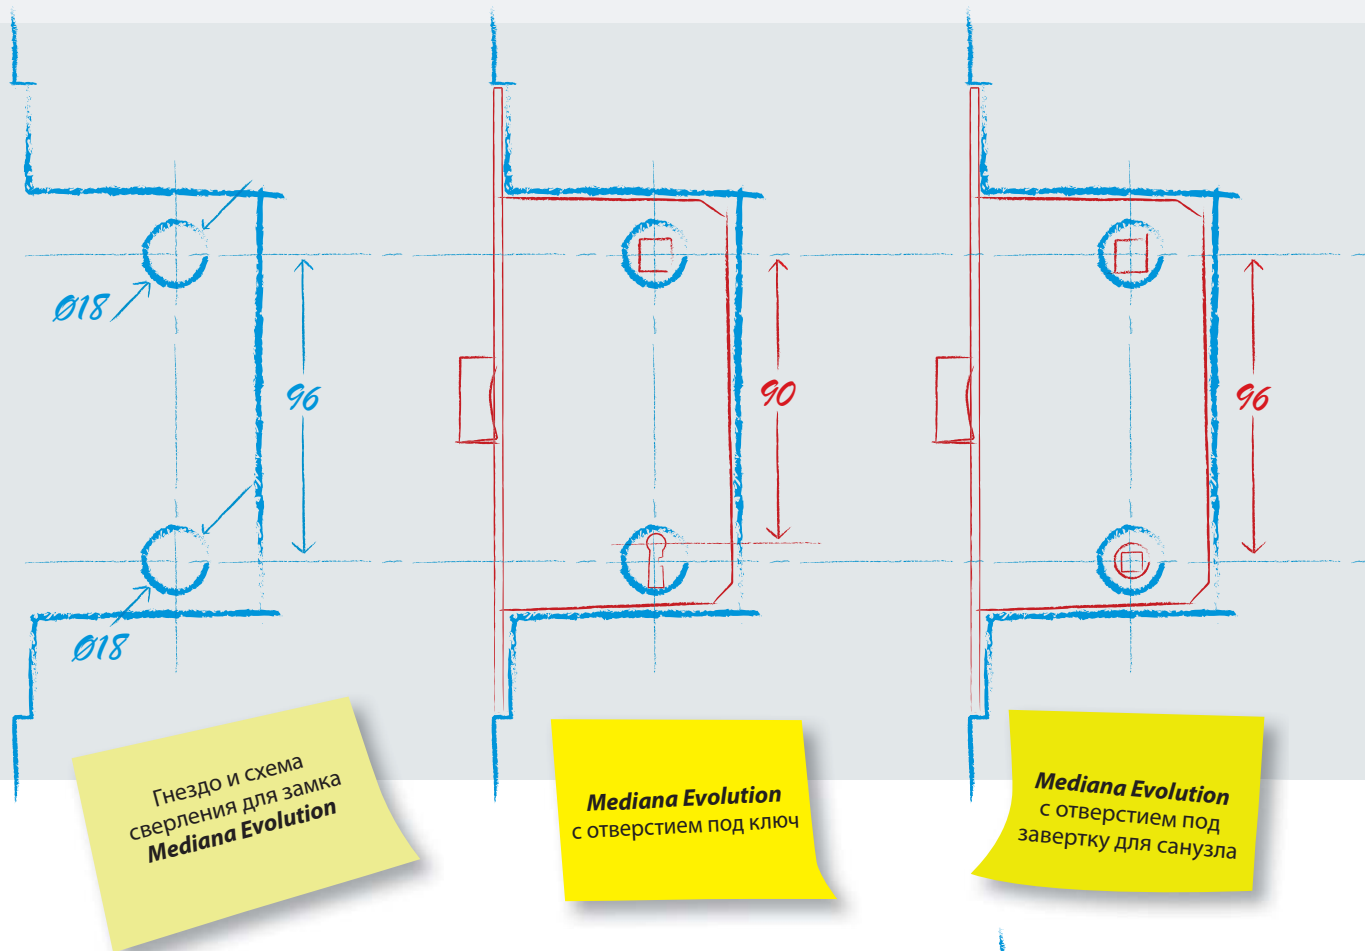 Ø18
96
Ø18
90
96
Гнездо и схема
сверления для замка
Mediana Evolution
Mediana Evolution
с отверстием под ключ
Mediana Evolution
с отверстием под
завертку для санузла